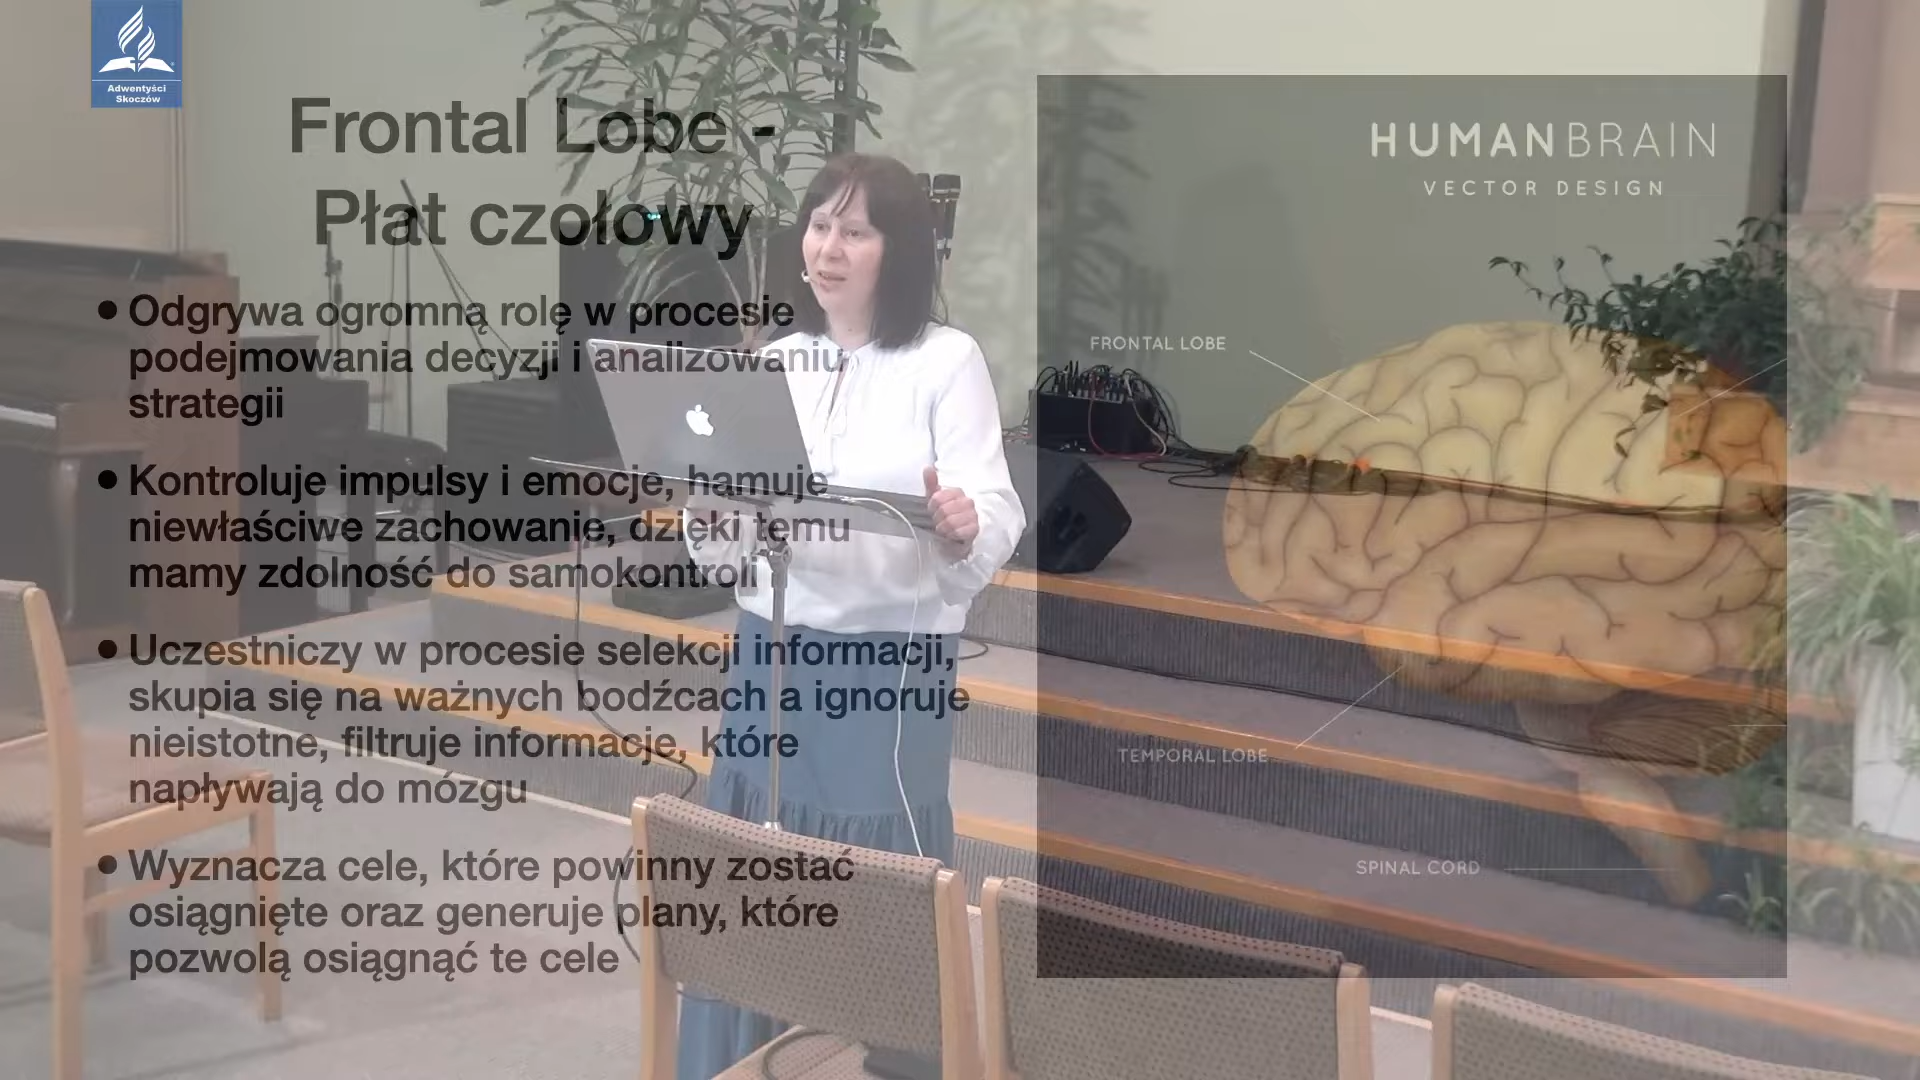 Adwentyści
Skoczów
Frontal Lobe -
Płat czołowy
• Odgrywa ogromną rolę w procesie
podejmowania decyzji i analizowaniu
strategii
• Kontroluje impulsy i emocje, hamuje
niewłaściwe zachowanie, dzięki temu
mamy zdolność do samokontroli
• Uczestniczy w procesie selekcji informacji,
skupia się na ważnych bodźcach a ignoruje
nieistotne, filtruje informacje, które
napływają do mózgu
• Wyznacza cele, które powinny zostać
osiągnięte oraz generuje plany, które
pozwolą osiągnąć te cele
HUMANBRAIN
VECTOR DESIGN
FRONTAL LOBE
TEMPORAL LOBE
SPINAL CORD